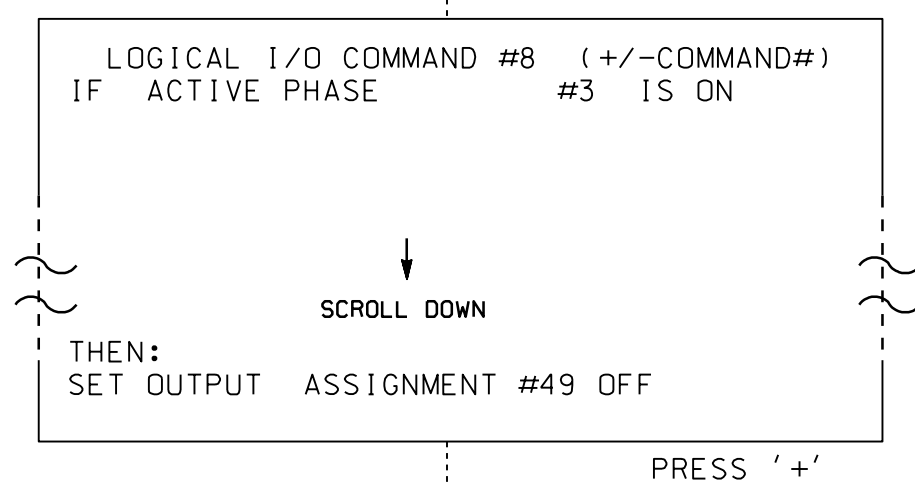 LOGICAL I/O COMMAND #8 (+/-COMMAND#)
IF ACTIVE PHASE #3 IS ON
SCROLL DOWN
THEN:
SET OUTPUT ASSIGNMENT #49 OFF
PRESS '+'